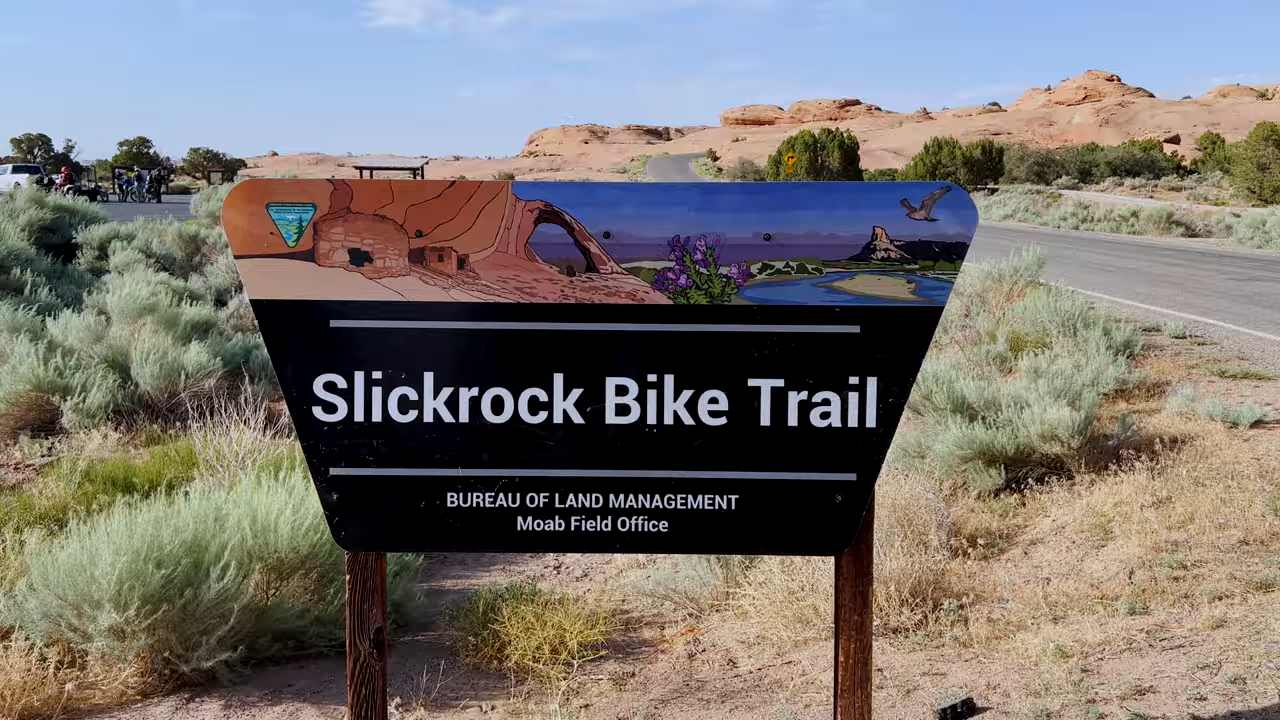 Slickrock Bike Trail
BUREAU OF LAND MANAGEMENT
Moab Field Office